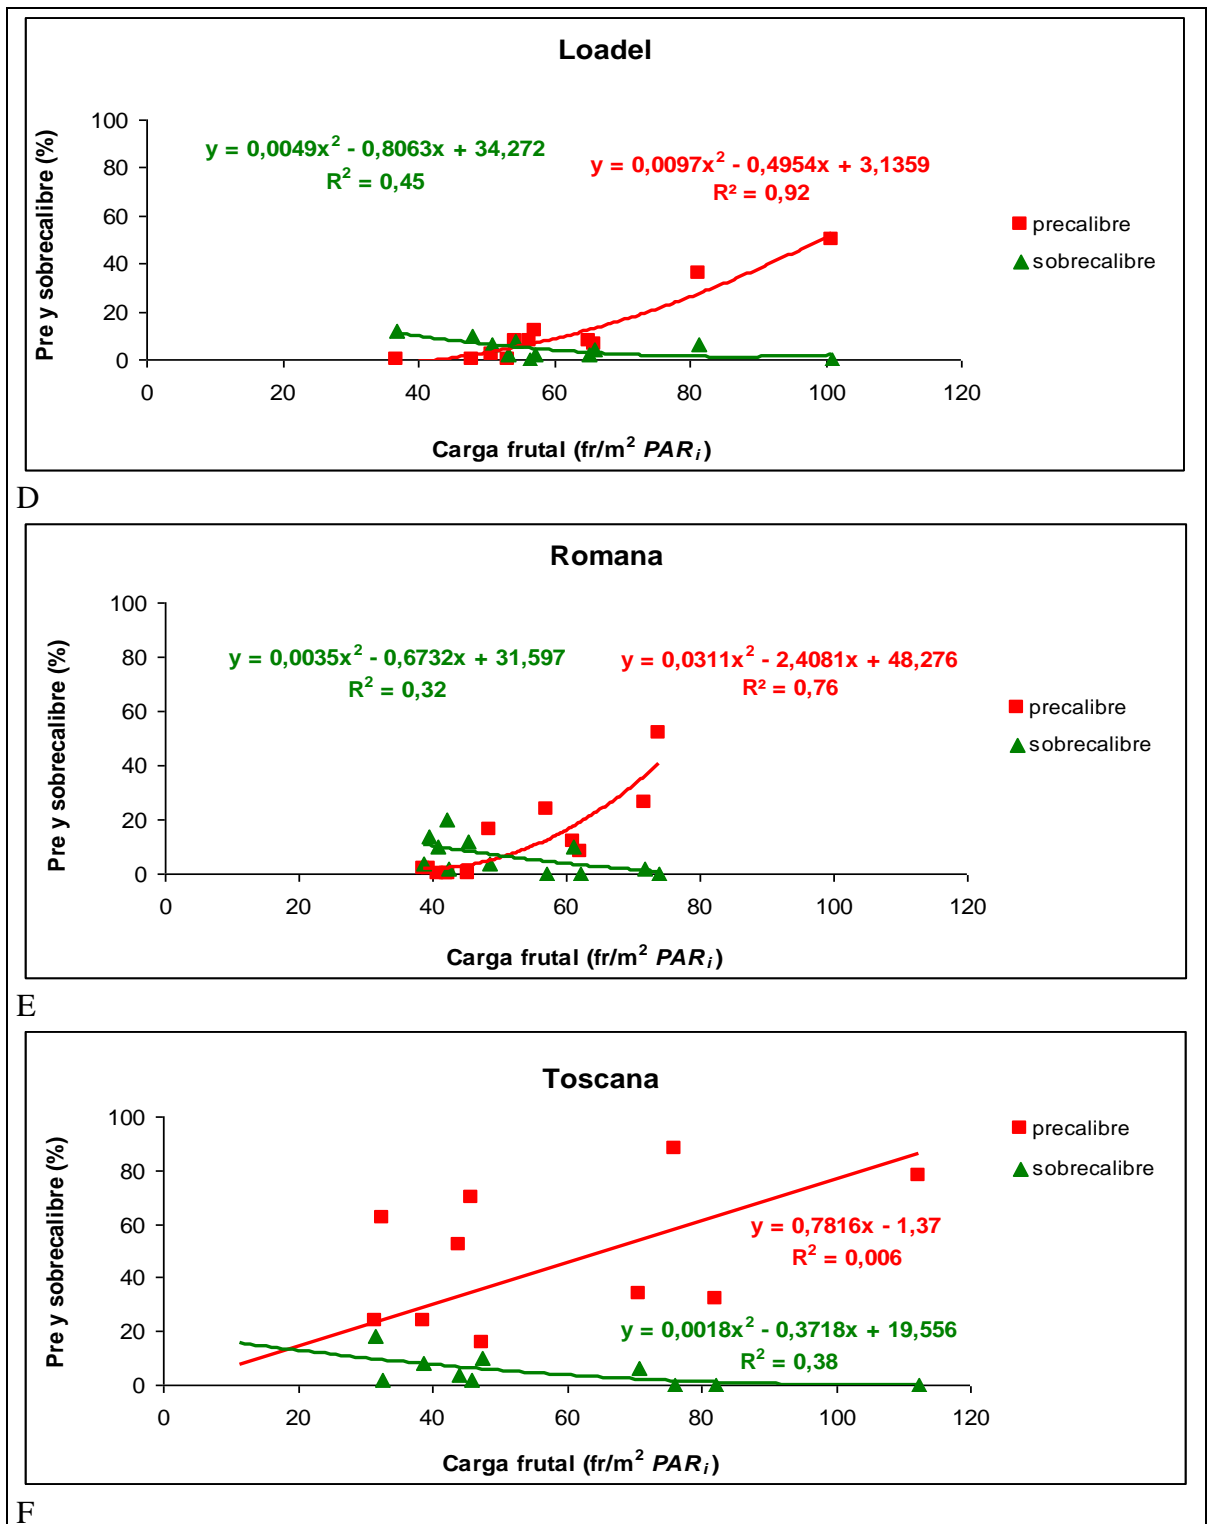 Loadel
Pre y sobrecalibre (%)
100
80
60
40
20
0
y = 0,0049x² - 0,8063x + 34,272
R² = 0,45
y = 0,0097x² - 0,4954x + 3,1359
R² = 0,92
precalibre
sobrecalibre
0 20 40 60 80 100 120
Carga frutal (fr/m² PARᵢ)
D
Romana
Pre y sobrecalibre (%)
100
80
60
40
20
0
y = 0,0035x² - 0,6732x + 31,597
R² = 0,32
y = 0,0311x² - 2,4081x + 48,276
R² = 0,76
precalibre
sobrecalibre
0 20 40 60 80 100 120
Carga frutal (fr/m² PARᵢ)
E
Toscana
Pre y sobrecalibre (%)
100
80
60
40
20
0
precalibre
sobrecalibre
y = 0,7816x - 1,37
R² = 0,006
y = 0,0018x² - 0,3718x + 19,556
R² = 0,38
0 20 40 60 80 100 120
Carga frutal (fr/m² PARᵢ)
F